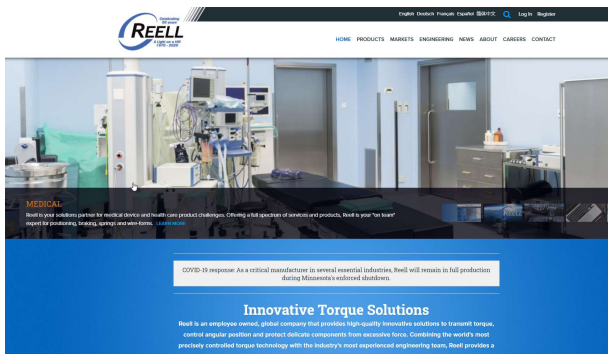 Celebrating
50 years
REELL
A Light on a Hill
1970 - 2020
English Deutsch Français Español 简体中文 Log In Register
HOME PRODUCTS MARKETS ENGINEERING NEWS ABOUT CAREERS CONTACT
MEDICAL
Reell is your solutions partner for medical device and health care product challenges. Offering a full spectrum of services and products, Reell is your "on team"
expert for positioning, braking, springs and wire-forms. LEARN MORE
REELL
COVID-19 response: As a critical manufacturer in several essential industries, Reell will remain in full production
during Minnesota's enforced shutdown.
Innovative Torque Solutions
Reell is an employee owned, global company that provides high-quality innovative solutions to transmit torque,
control angular position and protect delicate components from excessive force. Combining the world's most
precisely controlled torque technology with the industry's most experienced engineering team, Reell provides a